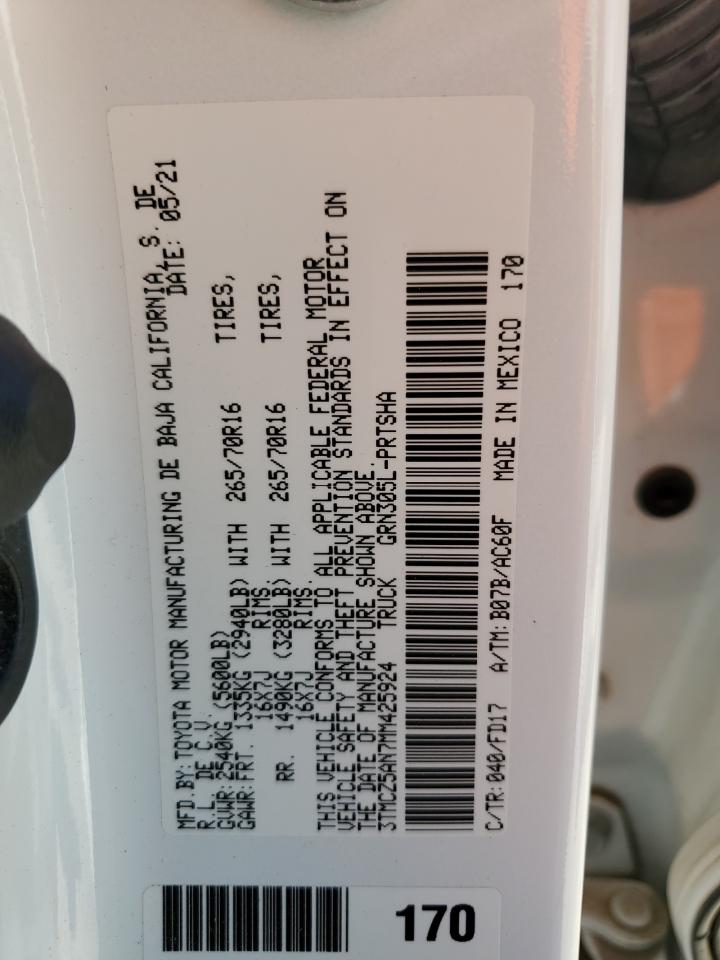 MFD.BY:TOYOTA MOTOR MANUFACTURING DE BAJA CALIFORNIA, S. DE
R.L. DE C.V. DATE: 05/21
GVWR:2540KG (5600LB)
GAWR:FRT. 1335KG (2940LB) WITH 265/70R16 TIRES,
16X7J RIMS.
RR. 1490KG (3280LB) WITH 265/70R16 TIRES,
16X7J RIMS.
THIS VEHICLE CONFORMS TO ALL APPLICABLE FEDERAL MOTOR
VEHICLE SAFETY AND THEFT PREVENTION STANDARDS IN EFFECT ON
THE DATE OF MANUFACTURE SHOWN ABOVE.
3TMCZ5AN7MM425924 TRUCK GRN305L-PRTSHA
C/TR:040/FD17 A/TM:B07B/AC60F MADE IN MEXICO 170
170